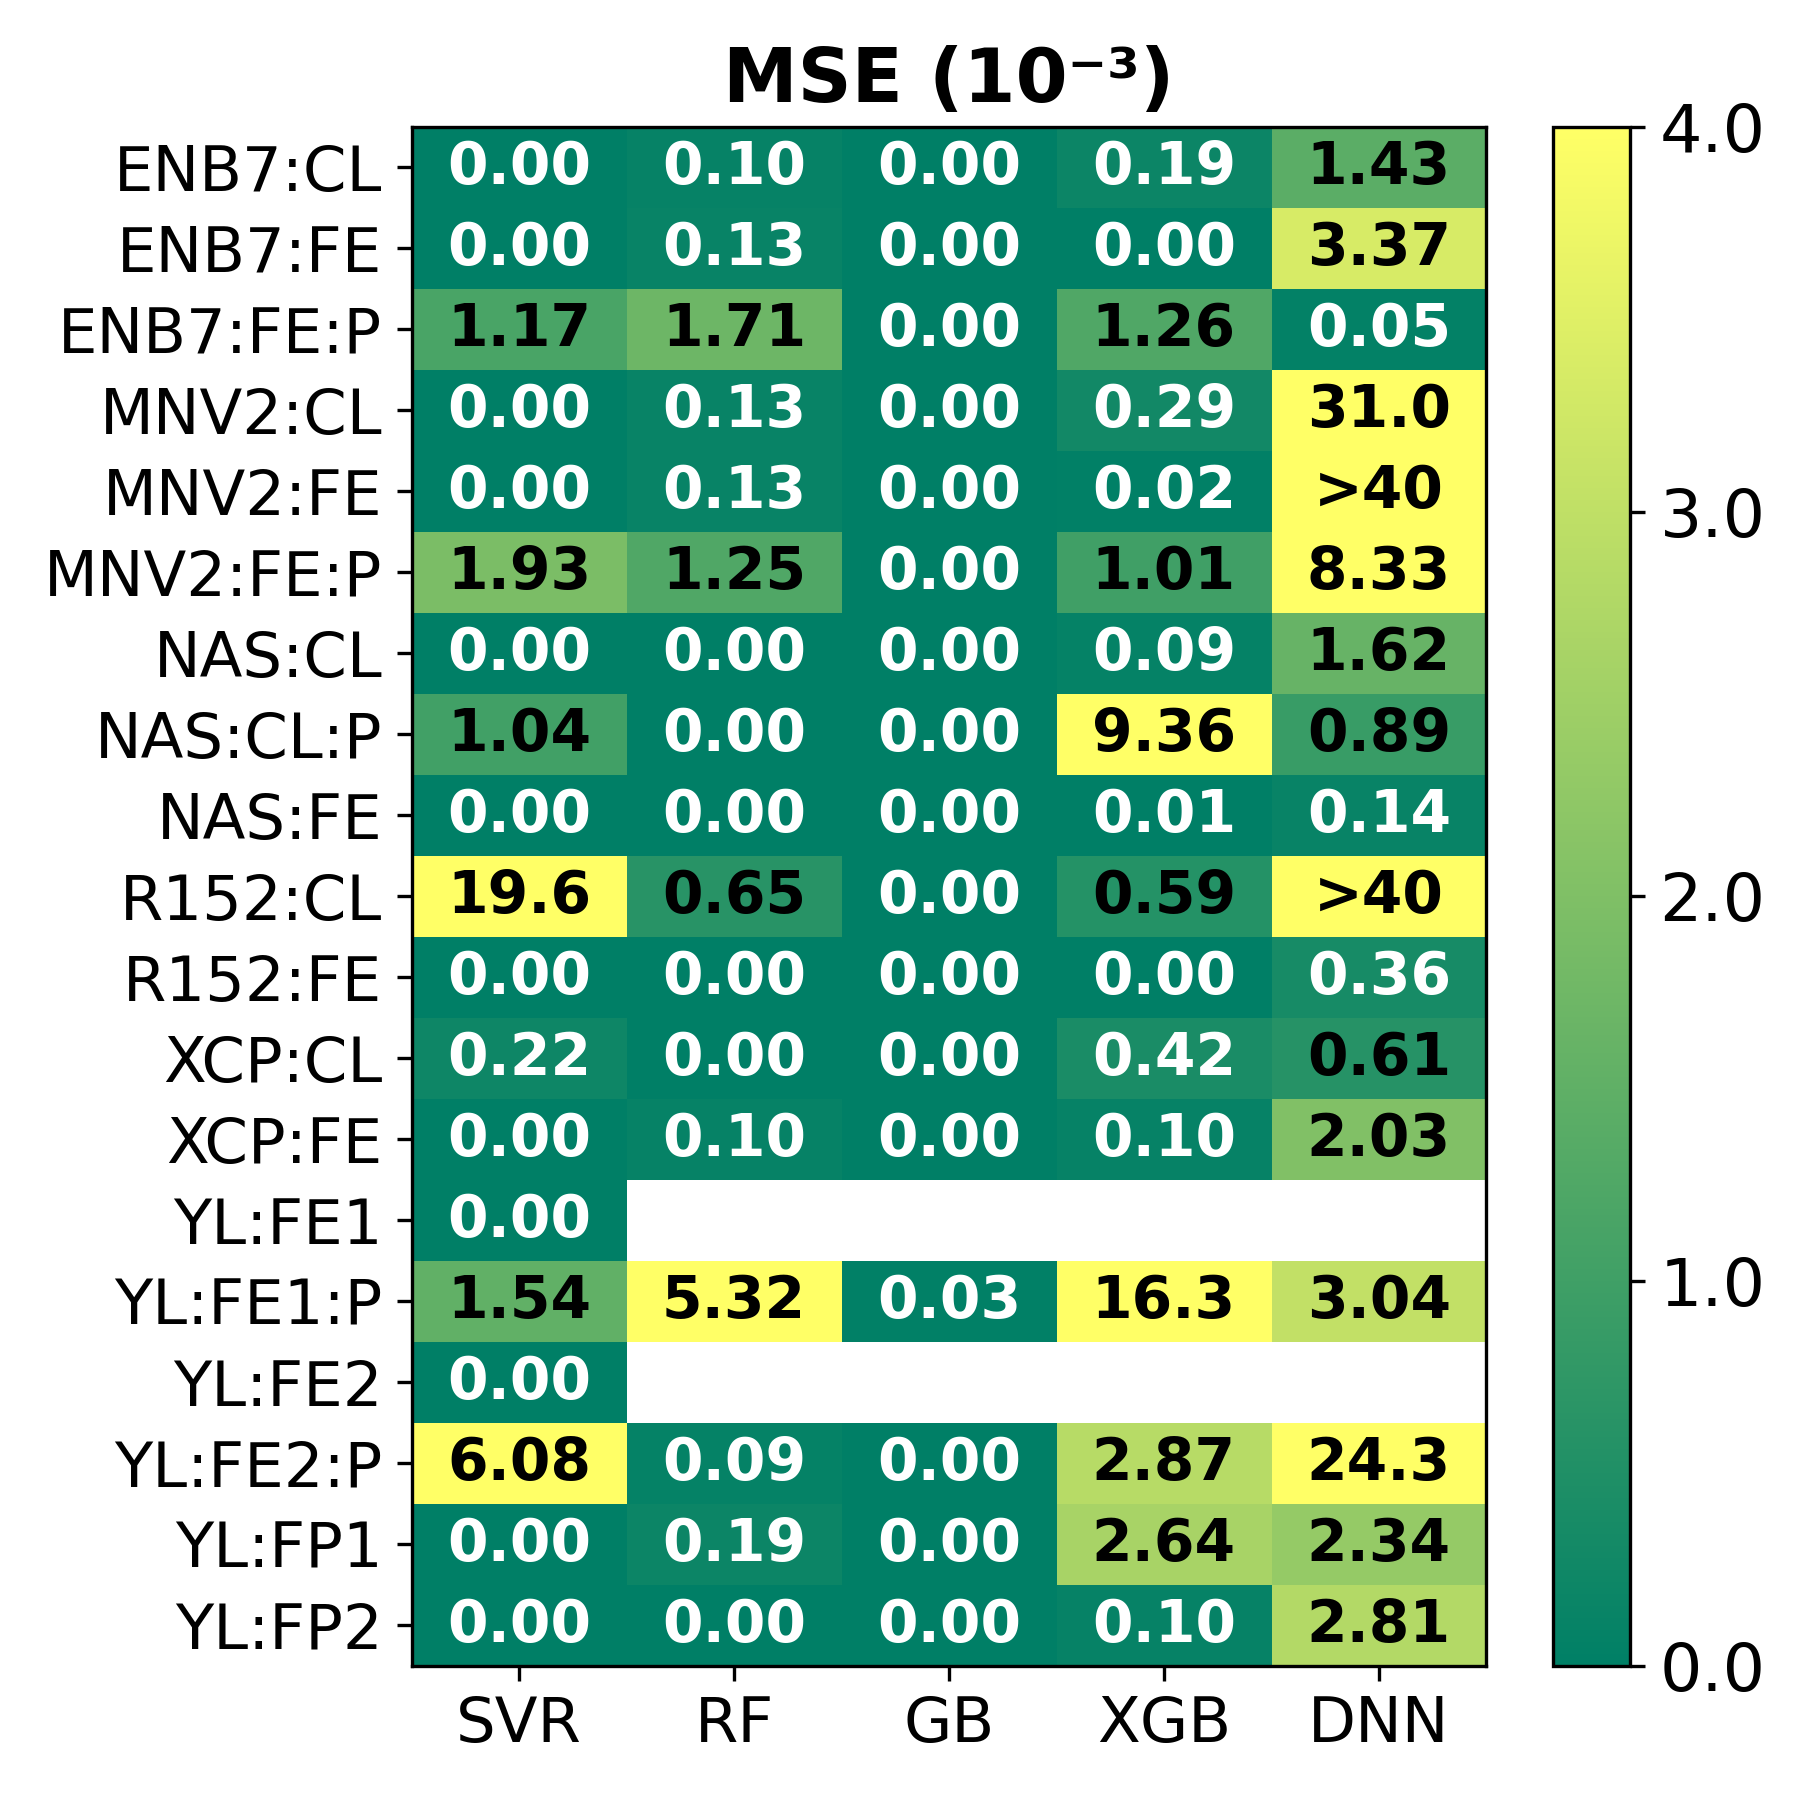 MSE (10⁻³)
ENB7:CL 0.00 0.10 0.00 0.19 1.43
ENB7:FE 0.00 0.13 0.00 0.00 3.37
ENB7:FE:P 1.17 1.71 0.00 1.26 0.05
MNV2:CL 0.00 0.13 0.00 0.29 31.0
MNV2:FE 0.00 0.13 0.00 0.02 >40
MNV2:FE:P 1.93 1.25 0.00 1.01 8.33
NAS:CL 0.00 0.00 0.00 0.09 1.62
NAS:CL:P 1.04 0.00 0.00 9.36 0.89
NAS:FE 0.00 0.00 0.00 0.01 0.14
R152:CL 19.6 0.65 0.00 0.59 >40
R152:FE 0.00 0.00 0.00 0.00 0.36
XCP:CL 0.22 0.00 0.00 0.42 0.61
XCP:FE 0.00 0.10 0.00 0.10 2.03
YL:FE1 0.00
YL:FE1:P 1.54 5.32 0.03 16.3 3.04
YL:FE2 0.00
YL:FE2:P 6.08 0.09 0.00 2.87 24.3
YL:FP1 0.00 0.19 0.00 2.64 2.34
YL:FP2 0.00 0.00 0.00 0.10 2.81
SVR RF GB XGB DNN
4.0
3.0
2.0
1.0
0.0